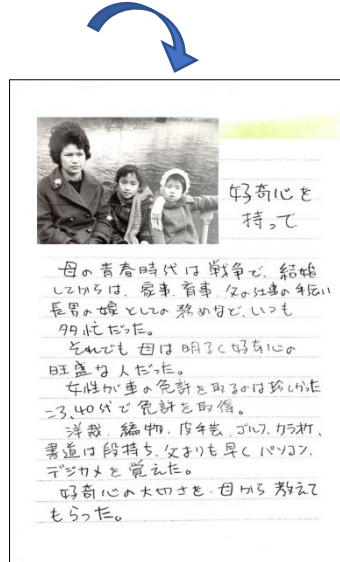 好奇心を
持って
母の青春時代は戦争で、結婚
してからは、家事、育事、父の仕事の手伝い
長男の嫁としての務めなど、いつも
多忙だった。
それでも母は明るく好奇心の
旺盛な人だった。
女性が車の免許を取るのは珍しかった
ころ、40代で免許を取得。
洋裁、編物、皮手芸、ゴルフ、カラオケ、
書道は段持ち、父よりも早くパソコン、
デジカメを覚えた。
好奇心の大切さを、母から教えて
もらった。